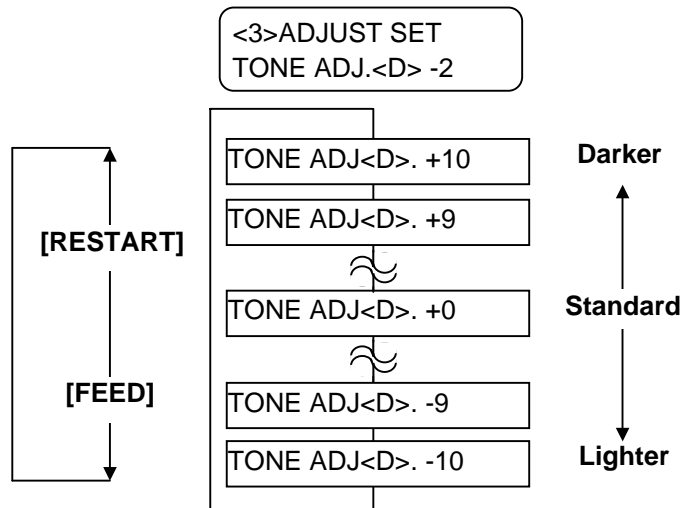 <3>ADJUST SET
TONE ADJ.<D> -2
TONE ADJ<D>. +10
Darker
TONE ADJ<D>. +9
[RESTART]
TONE ADJ<D>. +0
Standard
[FEED]
TONE ADJ<D>. -9
TONE ADJ<D>. -10
Lighter